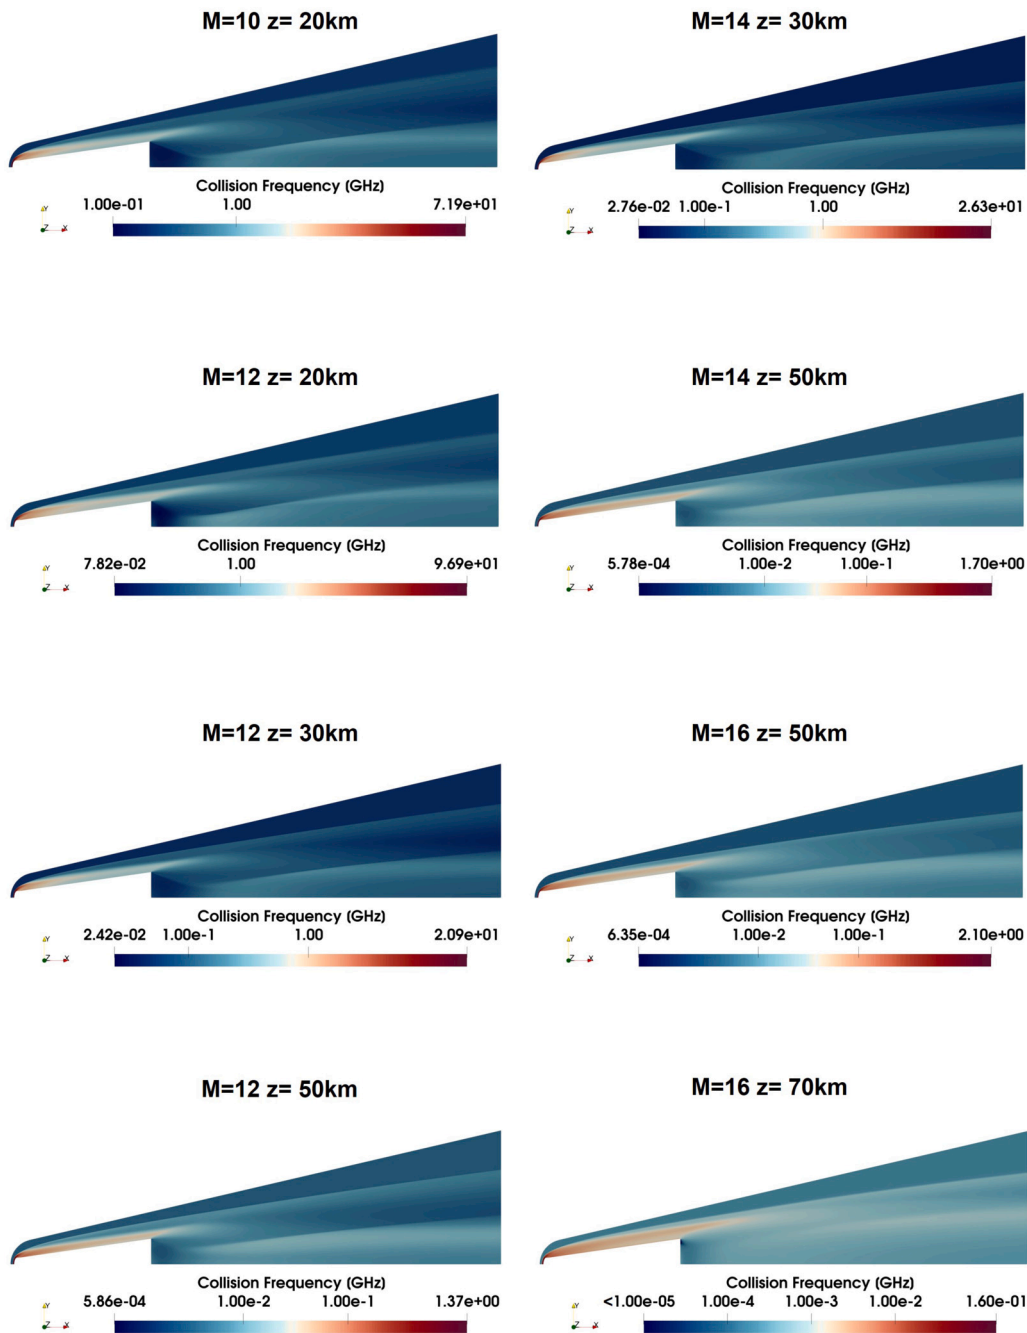 M=10 z= 20km
Collision Frequency (GHz)
1.00e-01 1.00 7.19e+01
Y
Z X
M=14 z= 30km
Collision Frequency (GHz)
2.76e-02 1.00e-1 1.00 2.63e+01
Y
Z X
M=12 z= 20km
Collision Frequency (GHz)
7.82e-02 1.00 9.69e+01
Y
Z X
M=14 z= 50km
Collision Frequency (GHz)
5.78e-04 1.00e-2 1.00e-1 1.70e+00
Y
Z X
M=12 z= 30km
Collision Frequency (GHz)
2.42e-02 1.00e-1 1.00 2.09e+01
Y
Z X
M=16 z= 50km
Collision Frequency (GHz)
6.35e-04 1.00e-2 1.00e-1 2.10e+00
Y
Z X
M=12 z= 50km
Collision Frequency (GHz)
5.86e-04 1.00e-2 1.00e-1 1.37e+00
Y
Z X
M=16 z= 70km
Collision Frequency (GHz)
<1.00e-05 1.00e-4 1.00e-3 1.00e-2 1.60e-01
Y
Z X